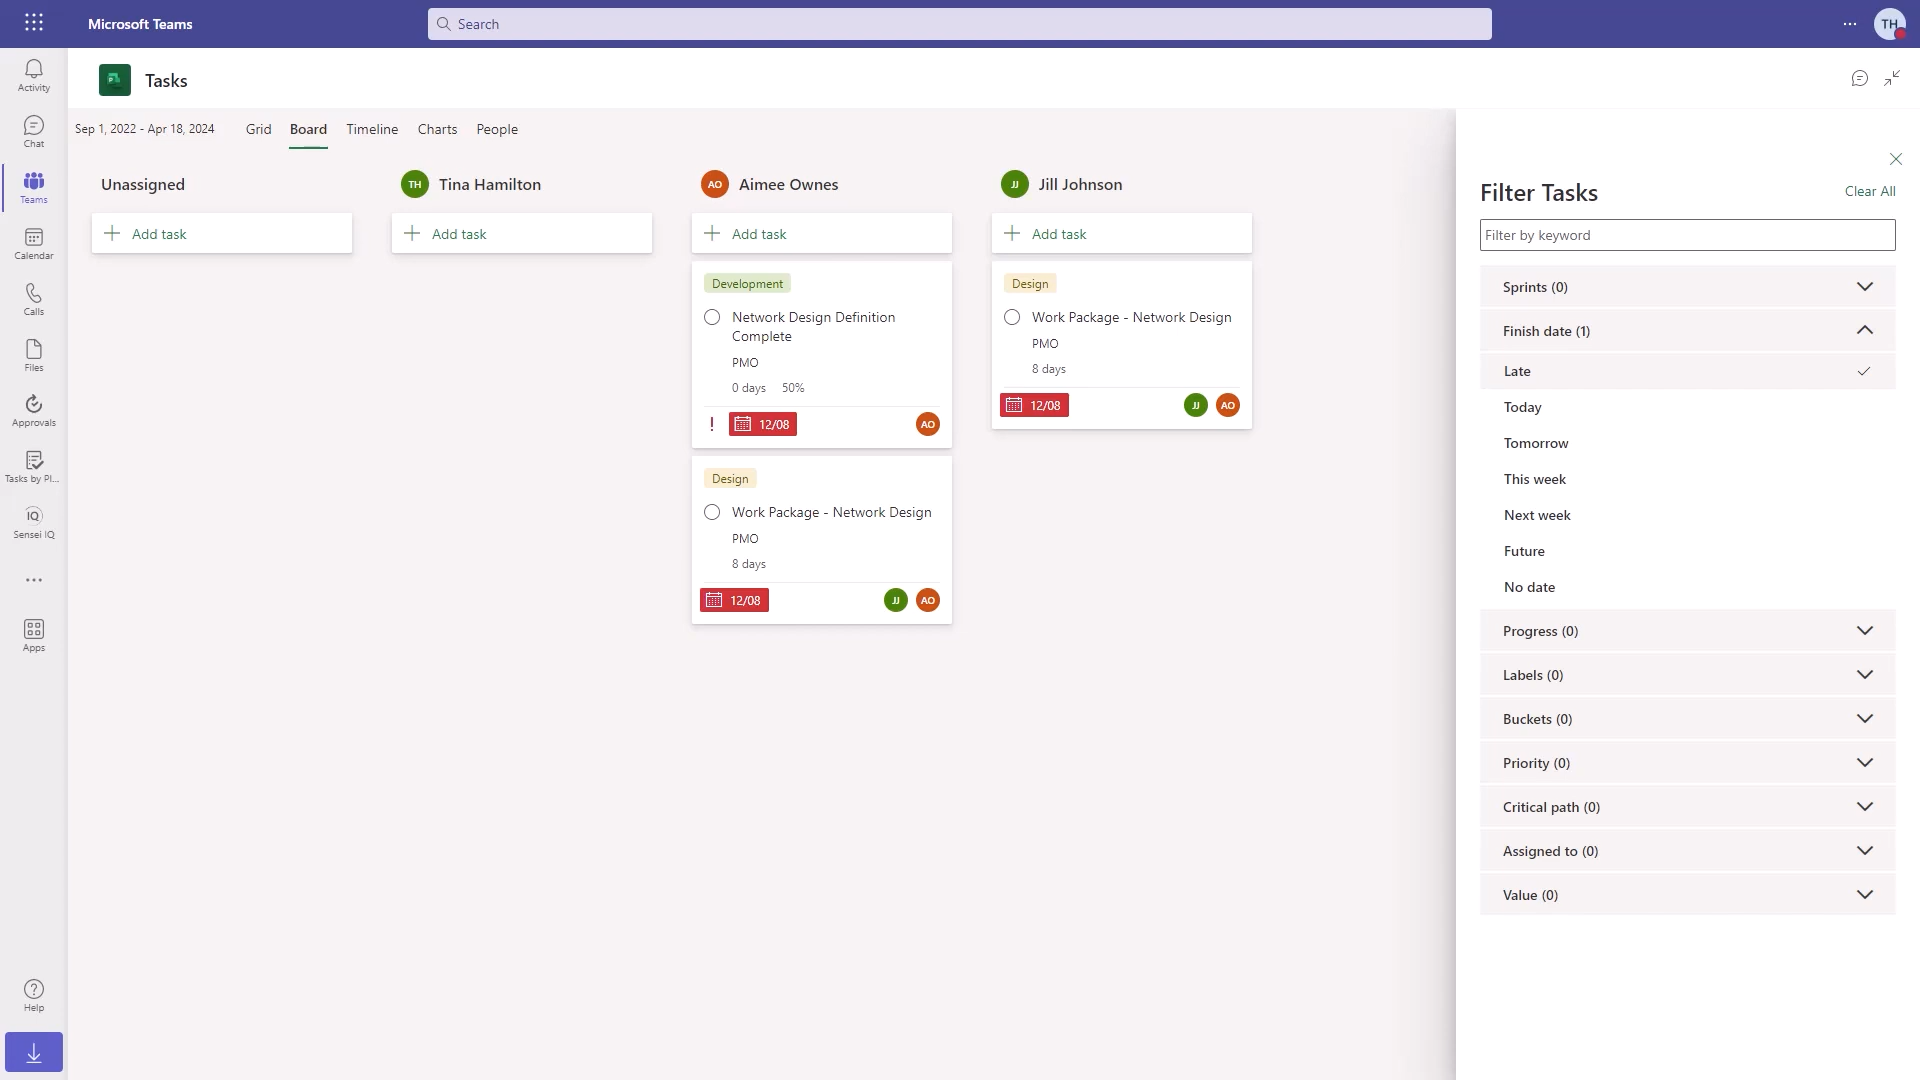 Microsoft Teams
Search
TH
Activity
Chat
Teams
Calendar
Calls
Files
Approvals
Tasks by Pl...
IQ
Sensei IQ
Apps
Help
Tasks
Sep 1, 2022 - Apr 18, 2024
Grid
Board
Timeline
Charts
People
Unassigned
Add task
TH
Tina Hamilton
Add task
AO
Aimee Ownes
Add task
Development
Network Design Definition
Complete
PMO
0 days 50%
! 12/08
AO
Design
Work Package - Network Design
PMO
8 days
12/08
JJ
AO
JJ
Jill Johnson
Add task
Design
Work Package - Network Design
PMO
8 days
12/08
JJ
AO
Filter Tasks
Clear All
Filter by keyword
Sprints (0)
Finish date (1)
Late
Today
Tomorrow
This week
Next week
Future
No date
Progress (0)
Labels (0)
Buckets (0)
Priority (0)
Critical path (0)
Assigned to (0)
Value (0)